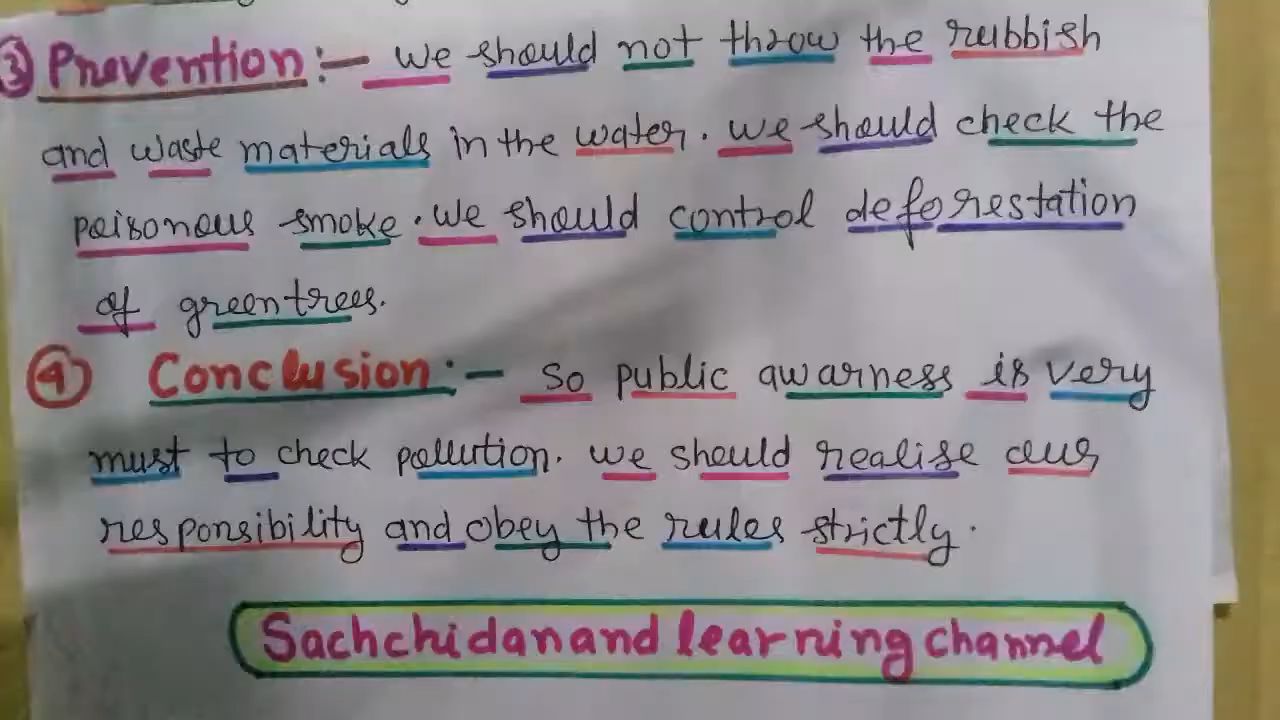 ③ Prevention:- we should not throw the rubbish
and waste materials in the water. we should check the
poisonous smoke. we should control deforestation
of green trees.
④ Conclusion:- so public awarness is very
must to check pollution. we should realise our
responsibility and obey the rules strictly.
Sachchidanand learning channel